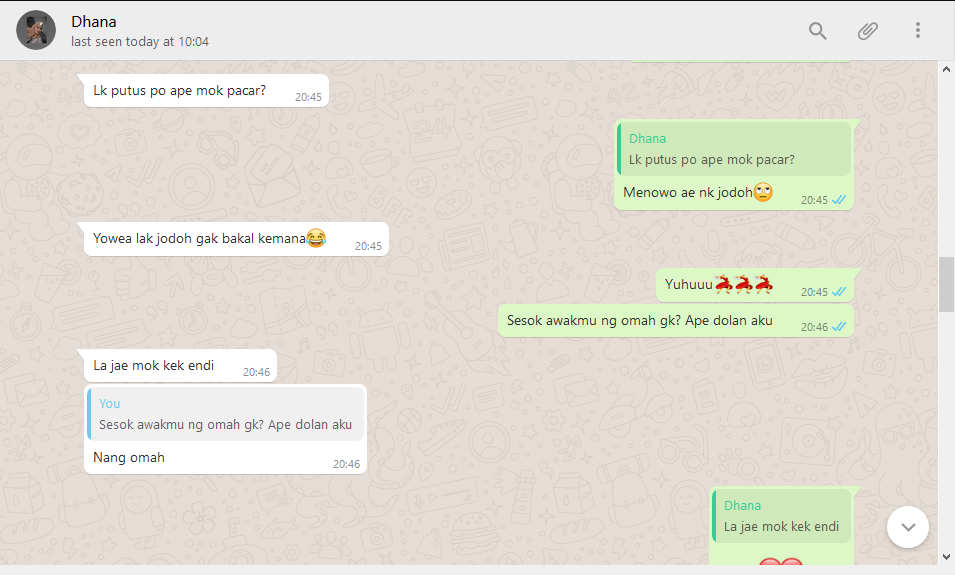 Dhana
last seen today at 10:04
Lk putus po ape mok pacar?
20:45
Dhana
Lk putus po ape mok pacar?
Menowo ae nk jodoh🙄
20:45
Yowea lak jodoh gak bakal kemana😂
20:45
Yuhuuu💃💃💃
20:45
Sesok awakmu ng omah gk? Ape dolan aku
20:46
La jae mok kek endi
20:46
You
Sesok awakmu ng omah gk? Ape dolan aku
Nang omah
20:46
Dhana
La jae mok kek endi